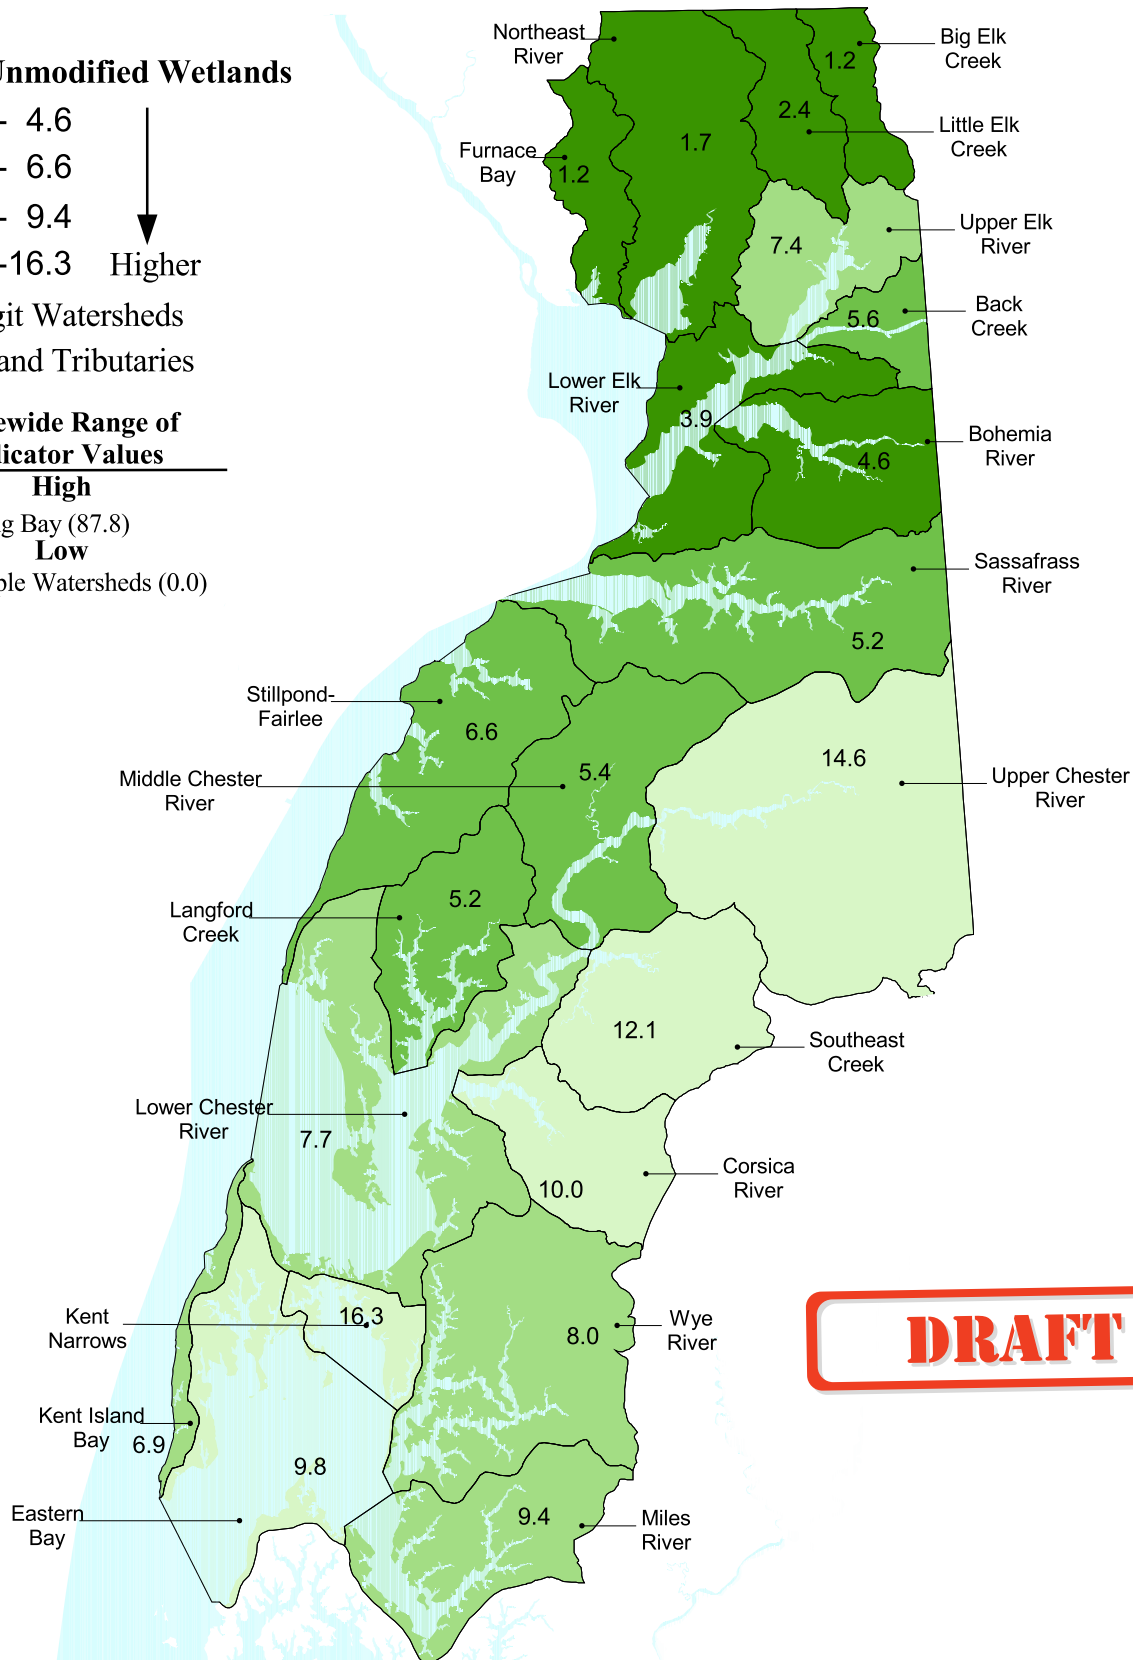 Unmodified Wetlands
- 4.6
- 6.6
- 9.4
-16.3 Higher
git Watersheds
and Tributaries
ewide Range of
licator Values
High
g Bay (87.8)
Low
ble Watersheds (0.0)
Northeast
River
Big Elk
Creek
1.2
2.4
Little Elk
Creek
1.7
Furnace
Bay
1.2
Upper Elk
River
7.4
Back
Creek
5.6
Lower Elk
River
3.9
Bohemia
River
4.6
Sassafrass
River
5.2
Stillpond-
Fairlee
6.6
Middle Chester
River
5.4
14.6
Upper Chester
River
Langford
Creek
5.2
12.1
Southeast
Creek
Lower Chester
River
7.7
Corsica
River
10.0
Kent
Narrows
16.3
Wye
River
8.0
DRAFT
Kent Island
Bay
6.9
9.8
Eastern
Bay
9.4
Miles
River